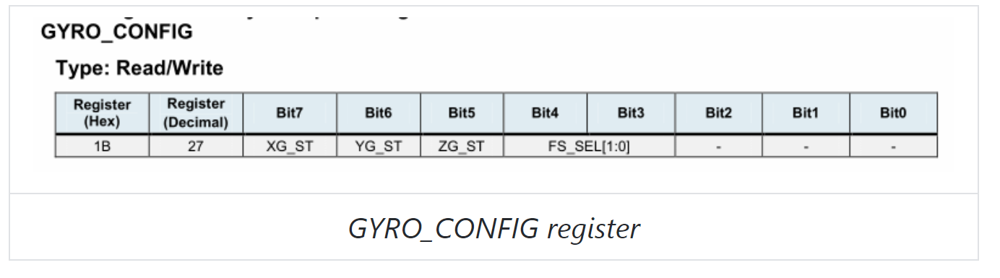 GYRO_CONFIG
Type: Read/Write
Register (Hex) Register (Decimal) Bit7 Bit6 Bit5 Bit4 Bit3 Bit2 Bit1 Bit0
1B 27 XG_ST YG_ST ZG_ST FS_SEL[1:0] - - -
GYRO_CONFIG register